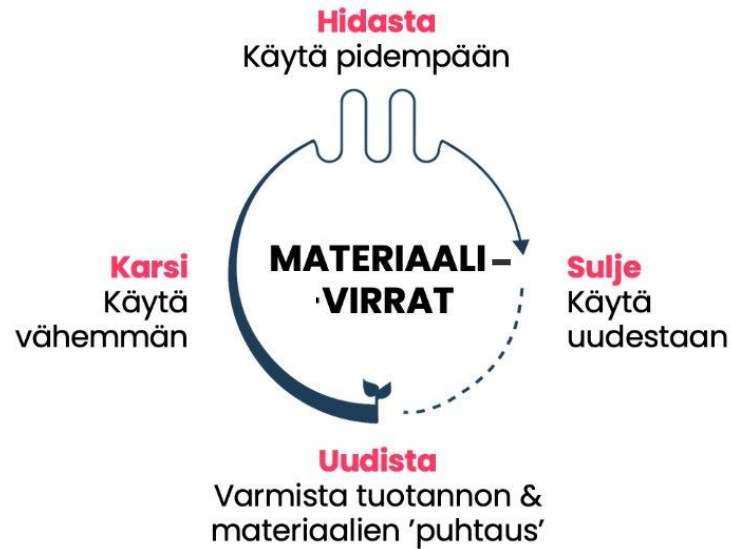 Hidasta
Käytä pidempään
MATERIAALI-
-VIRRAT
Karsi
Käytä
vähemmän
Sulje
Käytä
uudestaan
Uudista
Varmista tuotannon &
materiaalien ’puhtaus’